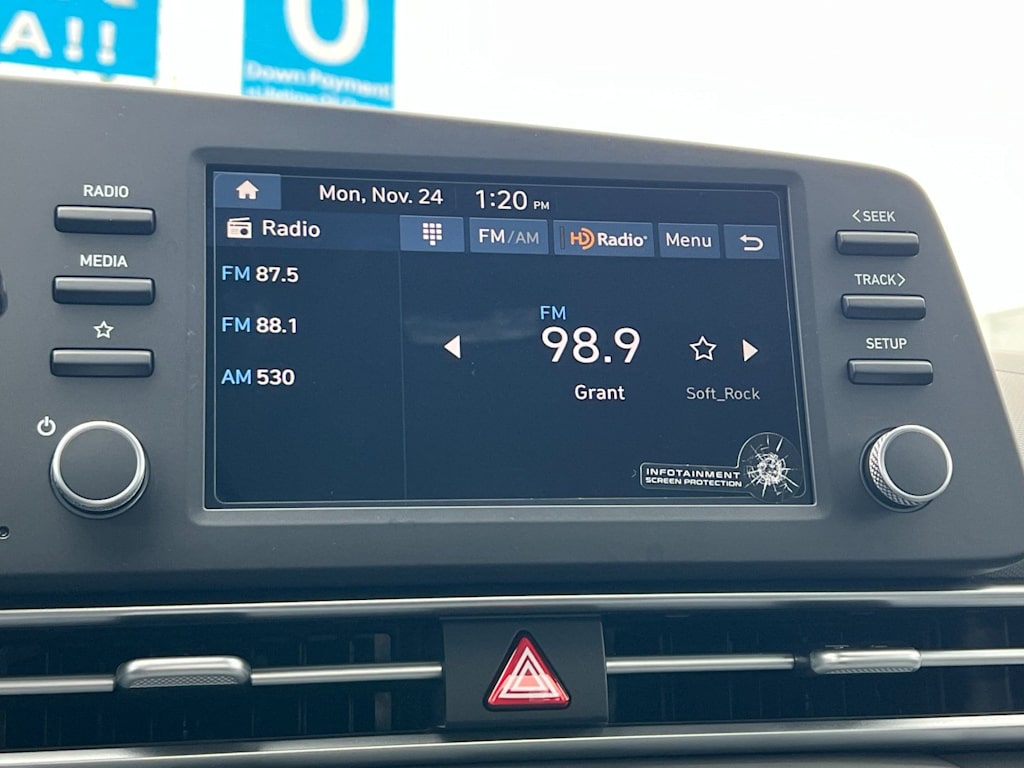 A!!
0
Down Payment
RADIO
MEDIA
Mon, Nov. 24 1:20 PM
Radio
FM/AM
HD Radio®
Menu
FM 87.5
FM 88.1
AM 530
FM
98.9
Grant
Soft_Rock
INFOTAINMENT
SCREEN PROTECTION
<SEEK
TRACK>
SETUP